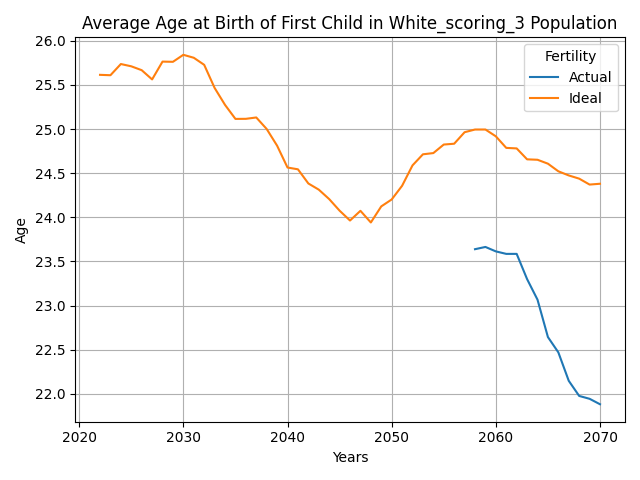 Average Age at Birth of First Child in White_scoring_3 Population
26.0
25.5
25.0
24.5
24.0
23.5
23.0
22.5
22.0
Age
Fertility
Actual
Ideal
2020 2030 2040 2050 2060 2070
Years